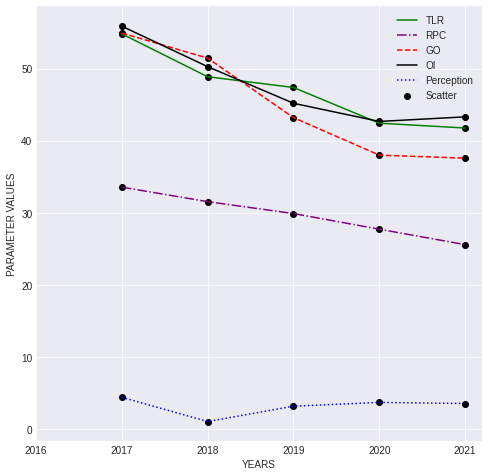 TLR
RPC
GO
OI
Perception
Scatter
PARAMETER VALUES
50
40
30
20
10
0
2016 2017 2018 2019 2020 2021
YEARS